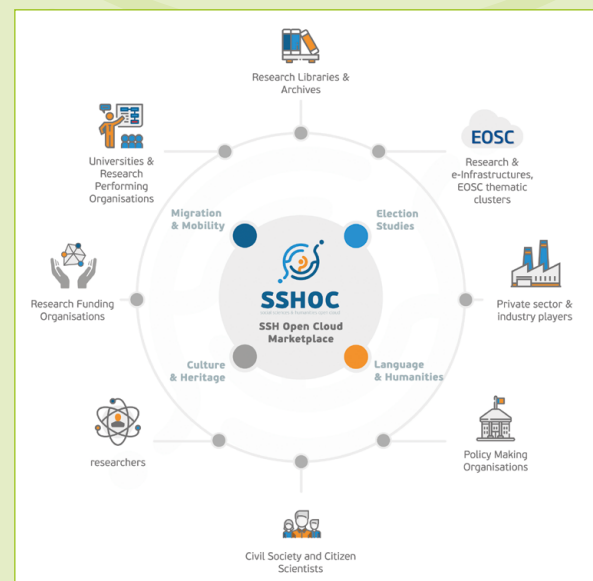 Research Libraries &
Archives
EOSC
Universities &
Research
Performing
Organisations
Research &
e-Infrastructures,
EOSC thematic
clusters
Migration
& Mobility
Election
Studies
SSHOC
SSH Open Cloud
Marketplace
Research Funding
Organisations
Private sector &
industry players
Culture
& Heritage
Language
& Humanities
researchers
Policy Making
Organisations
Civil Society and Citizen
Scientists